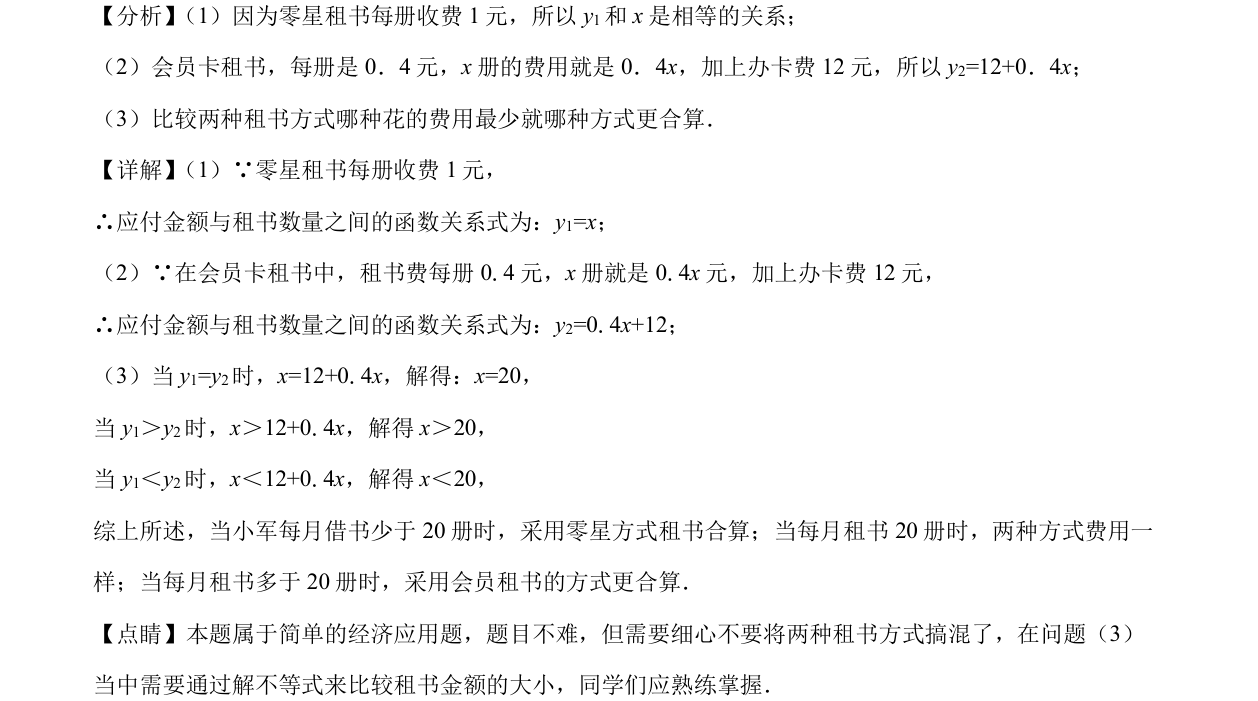 【分析】（1）因为零星租书每册收费 1 元，所以 y1 和 x 是相等的关系；
（2）会员卡租书，每册是 0．4 元，x 册的费用就是 0．4x，加上办卡费 12 元，所以 y2=12+0．4x；
（3）比较两种租书方式哪种花的费用最少就哪种方式更合算．
【详解】（1）∵零星租书每册收费 1 元，
∴应付金额与租书数量之间的函数关系式为：y1=x；
（2）∵在会员卡租书中，租书费每册 0.4 元，x 册就是 0.4x 元，加上办卡费 12 元，
∴应付金额与租书数量之间的函数关系式为：y2=0.4x+12；
（3）当 y1=y2 时，x=12+0.4x，解得：x=20，
当 y1＞y2 时，x＞12+0.4x，解得 x＞20，
当 y1＜y2 时，x＜12+0.4x，解得 x＜20，
综上所述，当小军每月借书少于 20 册时，采用零星方式租书合算；当每月租书 20 册时，两种方式费用一
样；当每月租书多于 20 册时，采用会员租书的方式更合算．
【点睛】本题属于简单的经济应用题，题目不难，但需要细心不要将两种租书方式搞混了，在问题（3）
当中需要通过解不等式来比较租书金额的大小，同学们应熟练掌握．